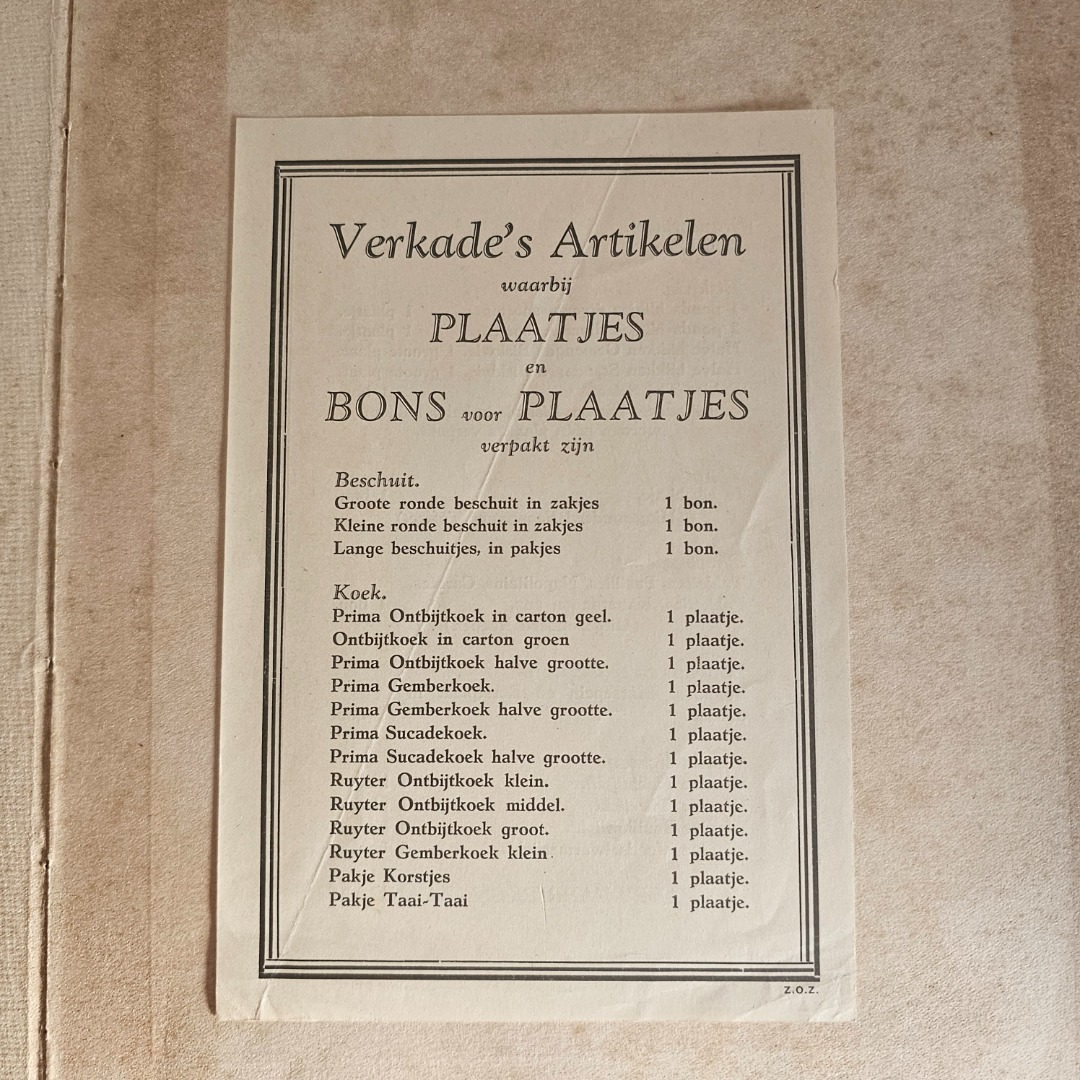 Verkade's Artikelen
waarbij
PLAATJES
en
BONS voor PLAATJES
verpakt zijn
Beschuit.
Groote ronde beschuit in zakjes 1 bon.
Kleine ronde beschuit in zakjes 1 bon.
Lange beschuitjes, in pakjes 1 bon.
Koek.
Prima Ontbijtkoek in carton geel. 1 plaatje.
Ontbijtkoek in carton groen 1 plaatje.
Prima Ontbijtkoek halve grootte. 1 plaatje.
Prima Gemberkoek. 1 plaatje.
Prima Gemberkoek halve grootte. 1 plaatje.
Prima Sucadekoek. 1 plaatje.
Prima Sucadekoek halve grootte. 1 plaatje.
Ruyter Ontbijtkoek klein. 1 plaatje.
Ruyter Ontbijtkoek middel. 1 plaatje.
Ruyter Ontbijtkoek groot. 1 plaatje.
Ruyter Gemberkoek klein. 1 plaatje.
Pakje Korstjes 1 plaatje.
Pakje Taai-Taai 1 plaatje.
Z.O.Z.